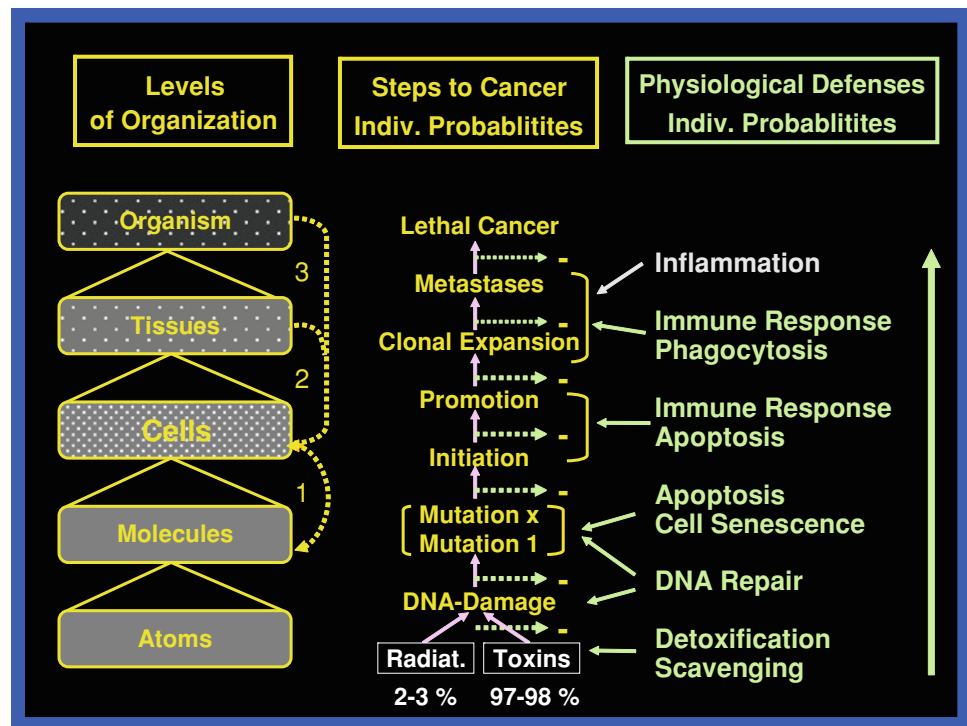 Levels
of Organization
Steps to Cancer
Indiv. Probablitites
Physiological Defenses
Indiv. Probablitites
Organism
3
Tissues
2
Cells
1
Molecules
Atoms
Lethal Cancer
-
Metastases
-
Clonal Expansion
-
Promotion
-
Initiation
-
Mutation x
Mutation 1
-
DNA-Damage
-
Radiat.
Toxins
2-3 %
97-98 %
Inflammation
Immune Response
Phagocytosis
Immune Response
Apoptosis
Apoptosis
Cell Senescence
DNA Repair
Detoxification
Scavenging